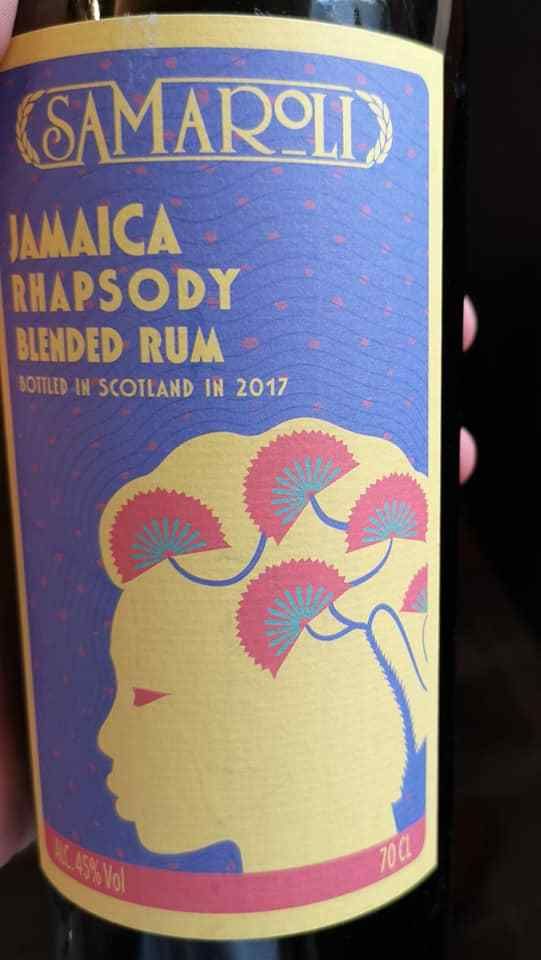 SAMAROLI
JAMAICA
RHAPSODY
BLENDED RUM
BOTTLED IN SCOTLAND IN 2017
ALC. 45% Vol
70 CL